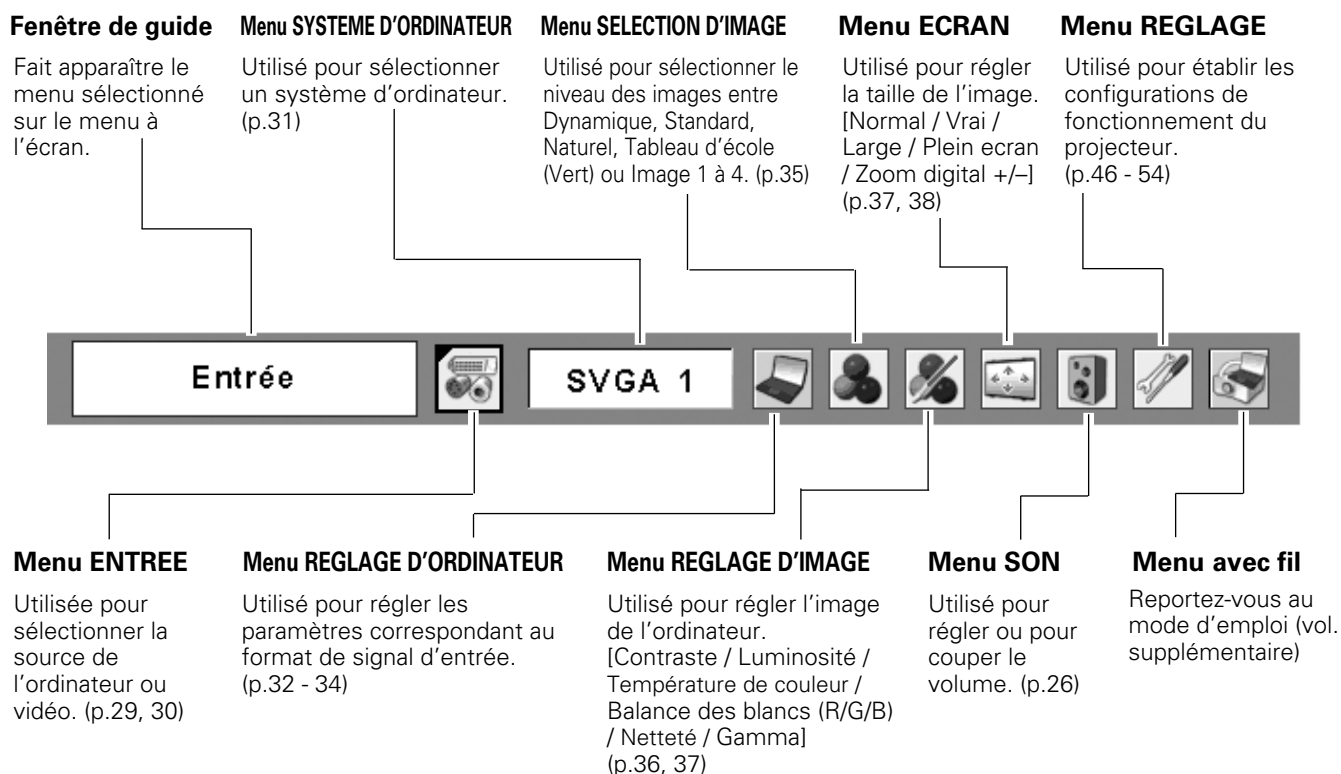 Fenêtre de guide
Fait apparaître le
menu sélectionné
sur le menu à
l'écran.
Menu SYSTEME D'ORDINATEUR
Utilisé pour sélectionner
un système d'ordinateur.
(p.31)
Menu SELECTION D'IMAGE
Utilisé pour sélectionner le
niveau des images entre
Dynamique, Standard,
Naturel, Tableau d'école
(Vert) ou Image 1 à 4. (p.35)
Menu ECRAN
Utilisé pour régler
la taille de l'image.
[Normal / Vrai /
Large / Plein ecran
/ Zoom digital +/–]
(p.37, 38)
Menu REGLAGE
Utilisé pour établir les
configurations de
fonctionnement du
projecteur.
(p.46 - 54)
Entrée
SVGA 1
Menu ENTREE
Utilisée pour
sélectionner la
source de
l'ordinateur ou
vidéo. (p.29, 30)
Menu REGLAGE D'ORDINATEUR
Utilisé pour régler les
paramètres correspondant au
format de signal d'entrée.
(p.32 - 34)
Menu REGLAGE D'IMAGE
Utilisé pour régler l'image
de l'ordinateur.
[Contraste / Luminosité /
Température de couleur /
Balance des blancs (R/G/B)
/ Netteté / Gamma]
(p.36, 37)
Menu SON
Utilisé pour
régler ou pour
couper le
volume. (p.26)
Menu avec fil
Reportez-vous au
mode d'emploi (vol.
supplémentaire)